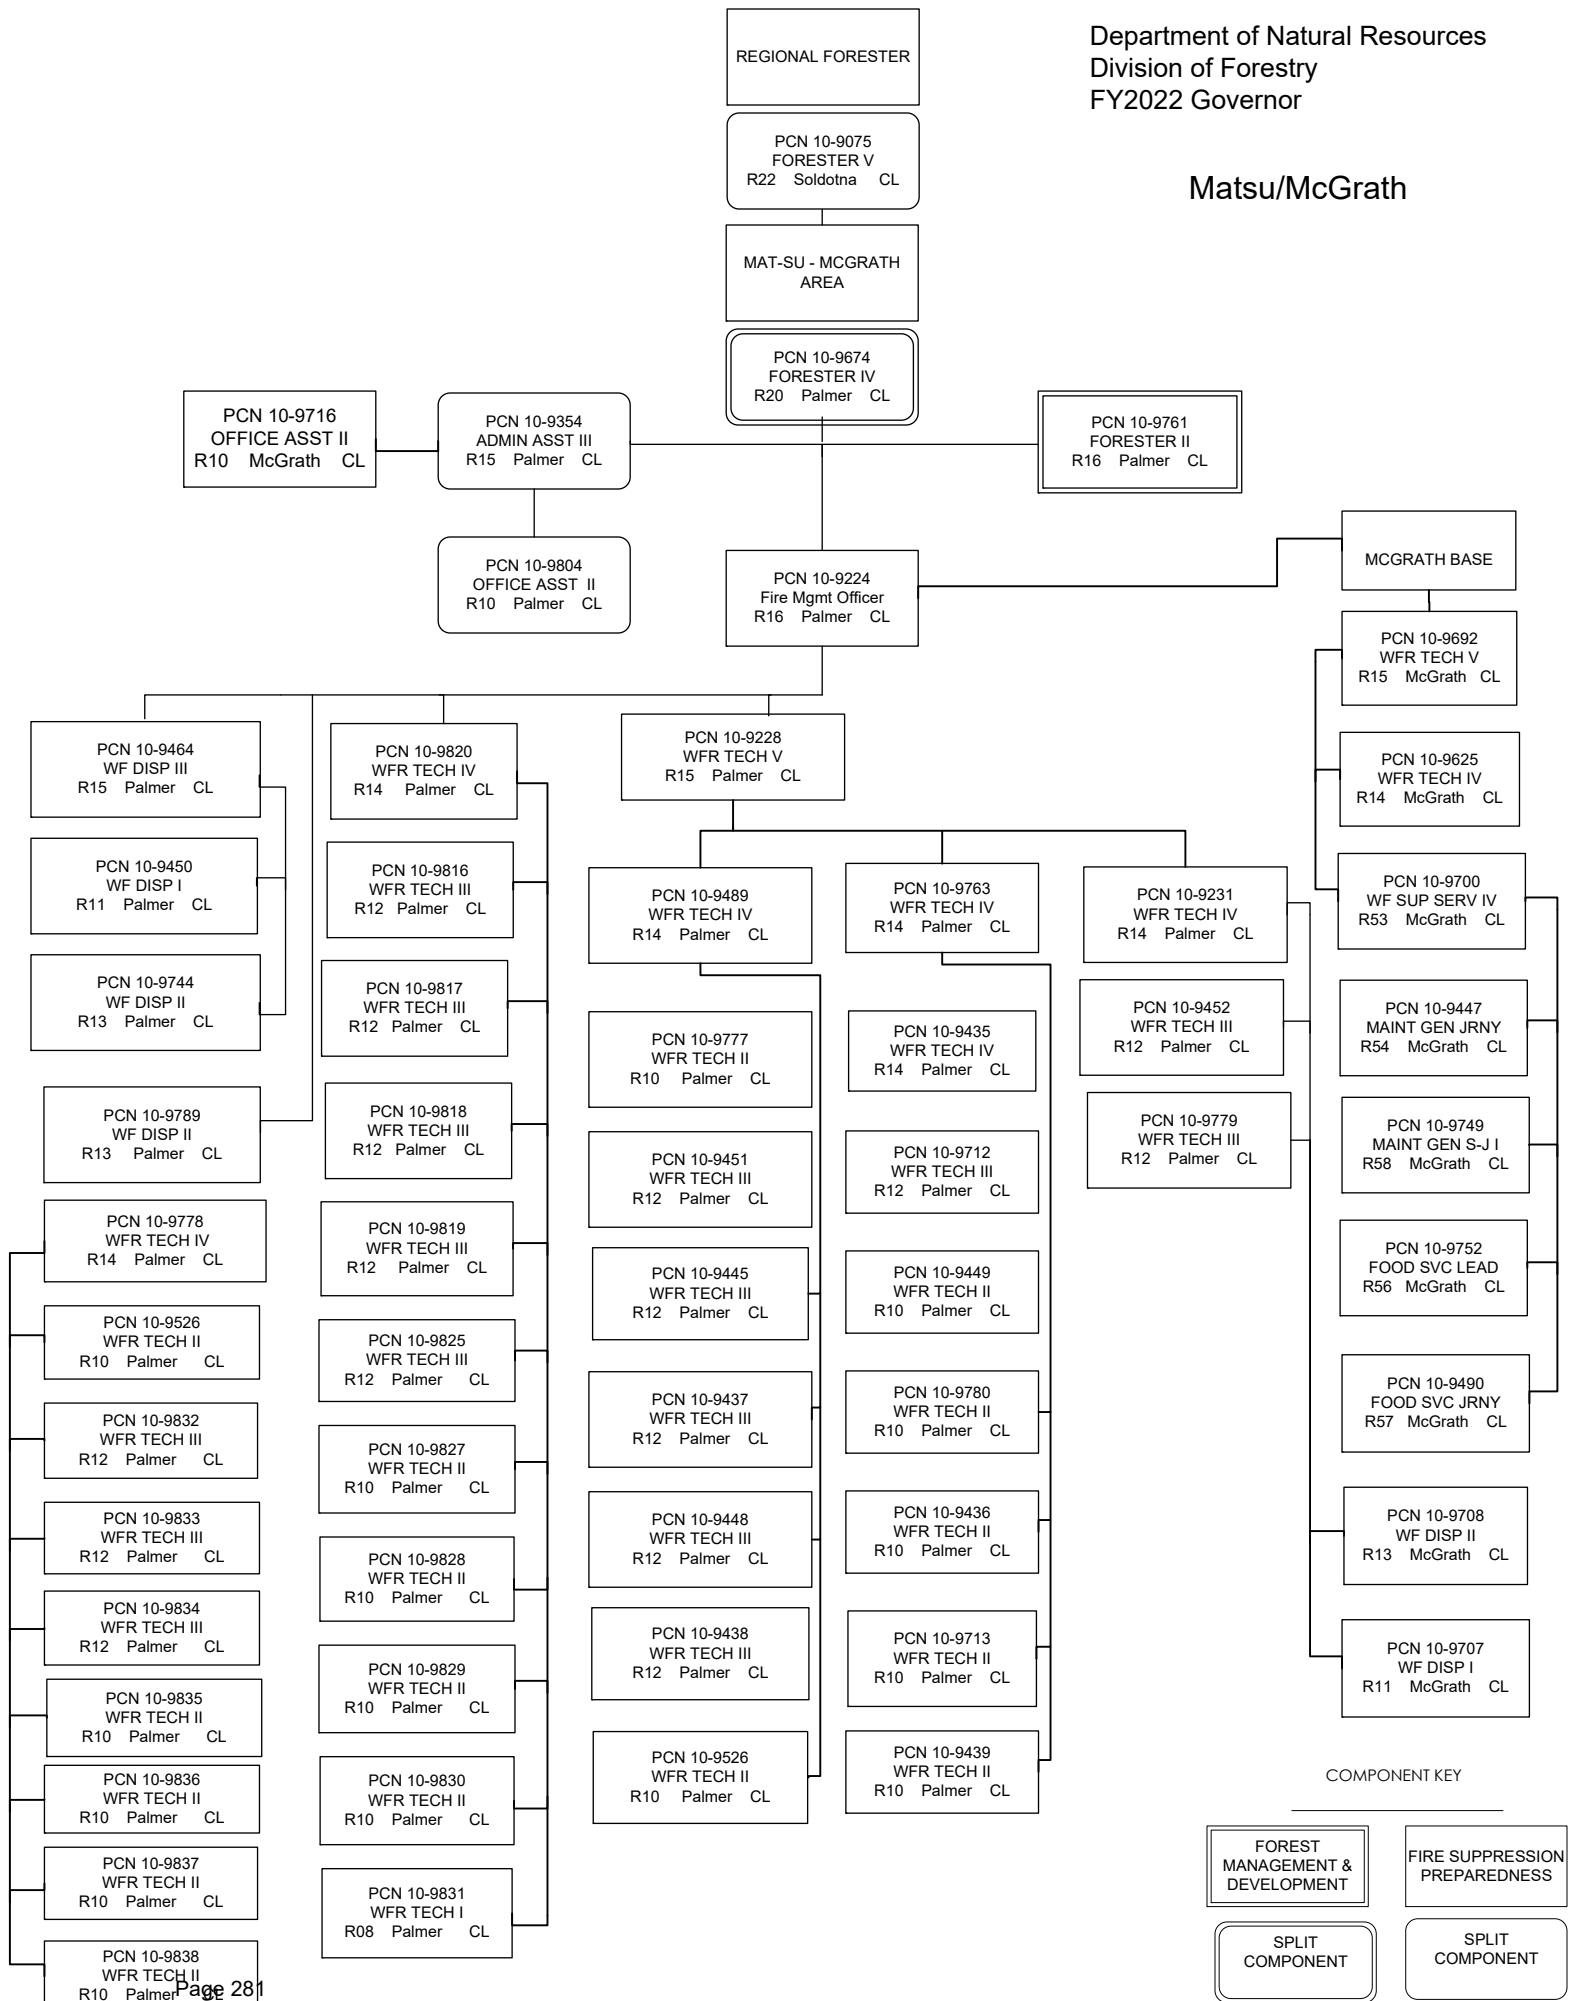 Department of Natural Resources
Division of Forestry
FY2022 Governor
Matsu/McGrath
REGIONAL FORESTER
PCN 10-9075
FORESTER V
R22 Soldotna CL
MAT-SU - MCGRATH
AREA
PCN 10-9674
FORESTER IV
R20 Palmer CL
PCN 10-9716
OFFICE ASST II
R10 McGrath CL
PCN 10-9354
ADMIN ASST III
R15 Palmer CL
PCN 10-9761
FORESTER II
R16 Palmer CL
PCN 10-9804
OFFICE ASST II
R10 Palmer CL
PCN 10-9224
Fire Mgmt Officer
R16 Palmer CL
MCGRATH BASE
PCN 10-9464
WF DISP III
R15 Palmer CL
PCN 10-9450
WF DISP I
R11 Palmer CL
PCN 10-9744
WF DISP II
R13 Palmer CL
PCN 10-9789
WF DISP II
R13 Palmer CL
PCN 10-9778
WFR TECH IV
R14 Palmer CL
PCN 10-9526
WFR TECH II
R10 Palmer CL
PCN 10-9832
WFR TECH III
R12 Palmer CL
PCN 10-9833
WFR TECH III
R12 Palmer CL
PCN 10-9834
WFR TECH III
R12 Palmer CL
PCN 10-9835
WFR TECH II
R10 Palmer CL
PCN 10-9836
WFR TECH II
R10 Palmer CL
PCN 10-9837
WFR TECH II
R10 Palmer CL
PCN 10-9838
WFR TECH II
R10 Palmer CL
PCN 10-9820
WFR TECH IV
R14 Palmer CL
PCN 10-9816
WFR TECH III
R12 Palmer CL
PCN 10-9817
WFR TECH III
R12 Palmer CL
PCN 10-9818
WFR TECH III
R12 Palmer CL
PCN 10-9819
WFR TECH III
R12 Palmer CL
PCN 10-9825
WFR TECH III
R12 Palmer CL
PCN 10-9827
WFR TECH II
R10 Palmer CL
PCN 10-9828
WFR TECH II
R10 Palmer CL
PCN 10-9829
WFR TECH II
R10 Palmer CL
PCN 10-9830
WFR TECH II
R10 Palmer CL
PCN 10-9831
WFR TECH I
R08 Palmer CL
PCN 10-9228
WFR TECH V
R15 Palmer CL
PCN 10-9489
WFR TECH IV
R14 Palmer CL
PCN 10-9777
WFR TECH II
R10 Palmer CL
PCN 10-9451
WFR TECH III
R12 Palmer CL
PCN 10-9445
WFR TECH III
R12 Palmer CL
PCN 10-9437
WFR TECH III
R12 Palmer CL
PCN 10-9448
WFR TECH III
R12 Palmer CL
PCN 10-9438
WFR TECH III
R12 Palmer CL
PCN 10-9526
WFR TECH II
R10 Palmer CL
PCN 10-9763
WFR TECH IV
R14 Palmer CL
PCN 10-9435
WFR TECH IV
R14 Palmer CL
PCN 10-9712
WFR TECH III
R12 Palmer CL
PCN 10-9449
WFR TECH II
R10 Palmer CL
PCN 10-9780
WFR TECH II
R10 Palmer CL
PCN 10-9436
WFR TECH II
R10 Palmer CL
PCN 10-9713
WFR TECH II
R10 Palmer CL
PCN 10-9439
WFR TECH II
R10 Palmer CL
PCN 10-9231
WFR TECH IV
R14 Palmer CL
PCN 10-9452
WFR TECH III
R12 Palmer CL
PCN 10-9779
WFR TECH III
R12 Palmer CL
PCN 10-9692
WFR TECH V
R15 McGrath CL
PCN 10-9625
WFR TECH IV
R14 McGrath CL
PCN 10-9700
WF SUP SERV IV
R53 McGrath CL
PCN 10-9447
MAINT GEN JRNY
R54 McGrath CL
PCN 10-9749
MAINT GEN S-J I
R58 McGrath CL
PCN 10-9752
FOOD SVC LEAD
R56 McGrath CL
PCN 10-9490
FOOD SVC JRNY
R57 McGrath CL
PCN 10-9708
WF DISP II
R13 McGrath CL
PCN 10-9707
WF DISP I
R11 McGrath CL
COMPONENT KEY
FOREST
MANAGEMENT &
DEVELOPMENT
FIRE SUPPRESSION
PREPAREDNESS
SPLIT
COMPONENT
SPLIT
COMPONENT
Page 281